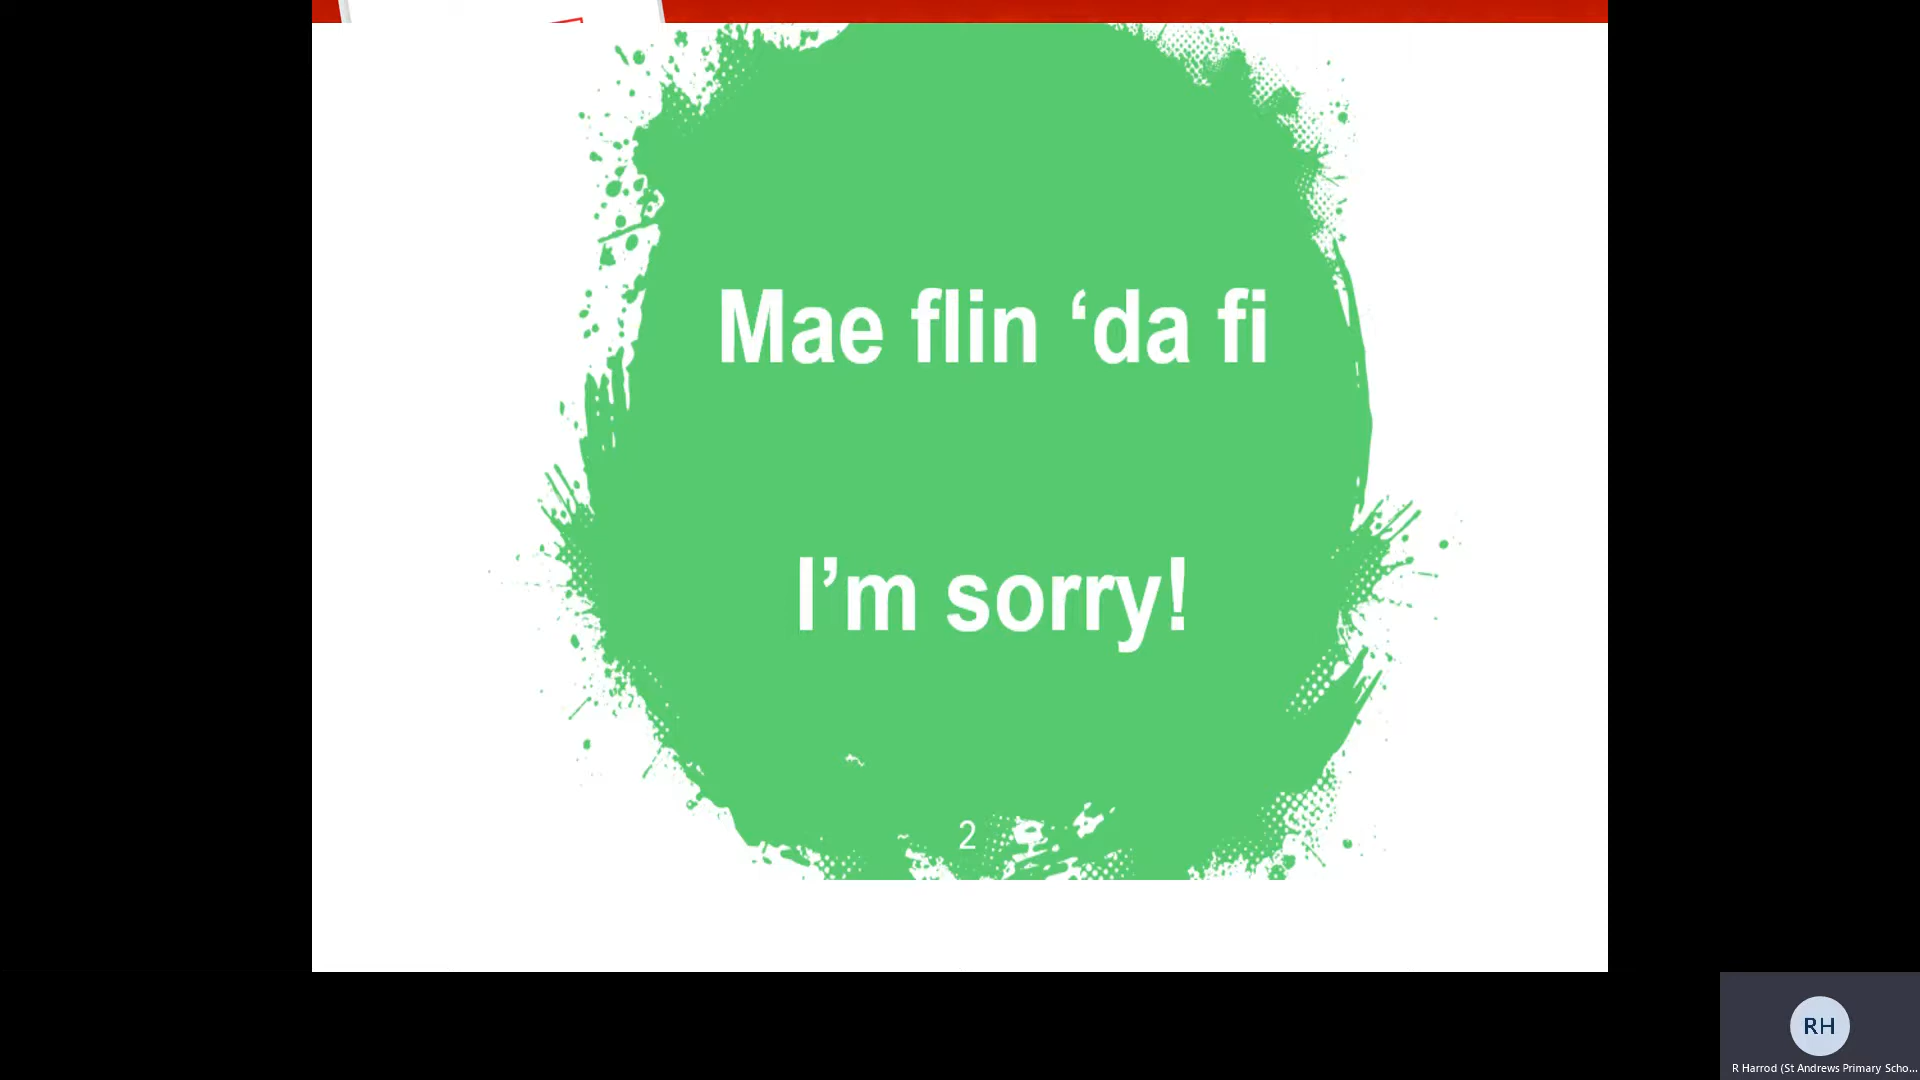 Mae flin ‘da fi
I’m sorry!
2
RH
R Harrod (St Andrews Primary Scho...